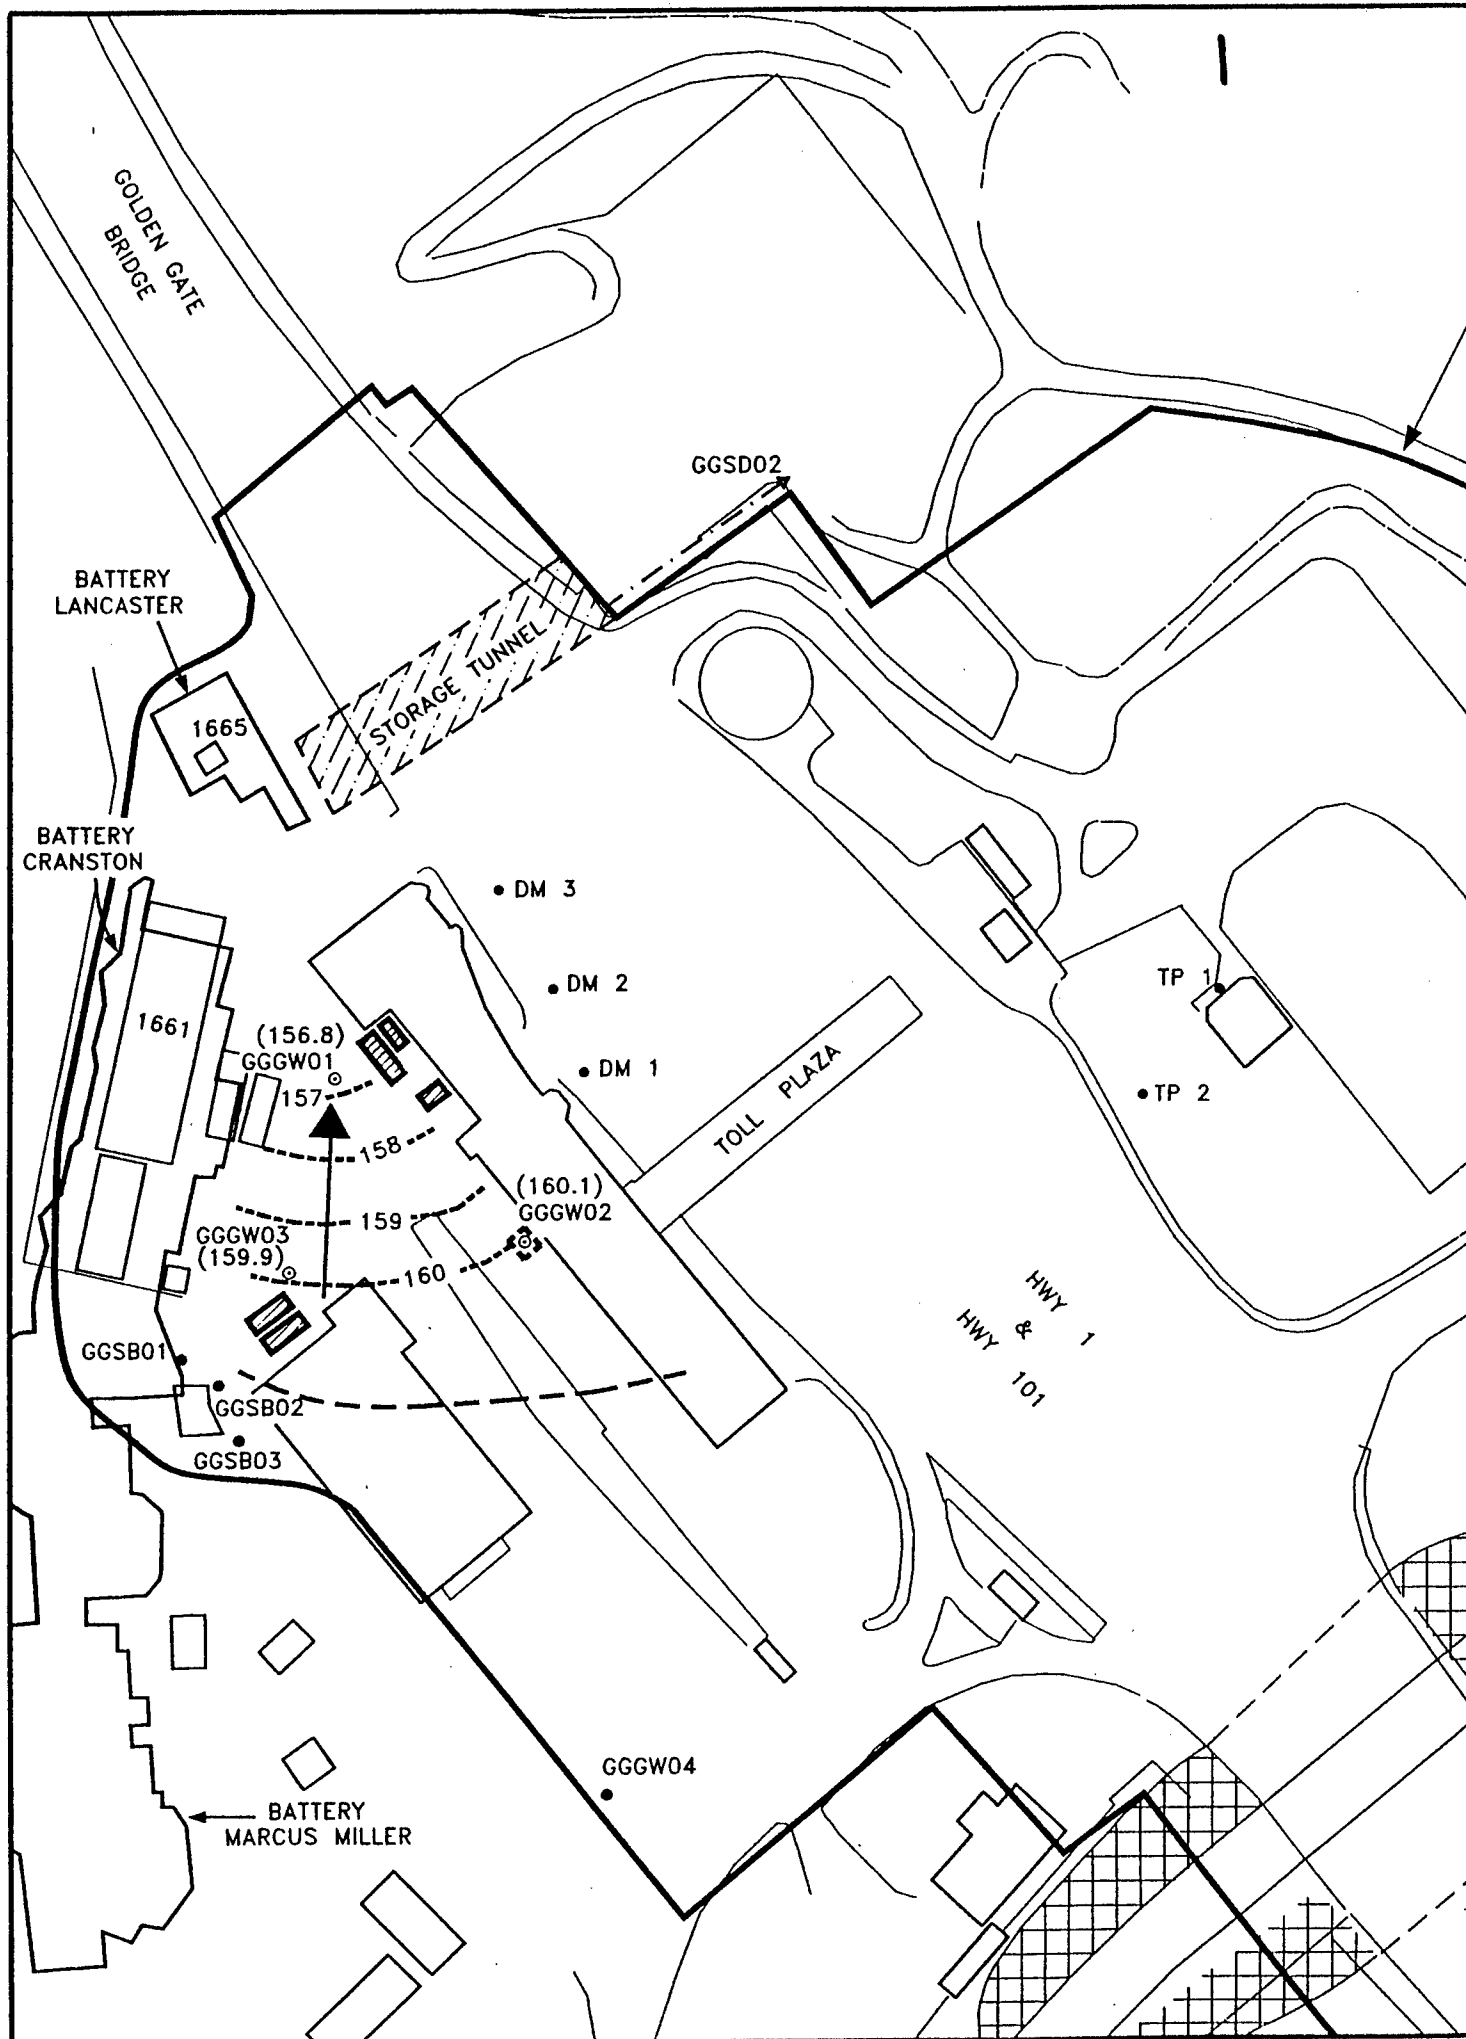 GOLDEN GATE
BRIDGE
GGSD02
BATTERY
LANCASTER
STORAGE TUNNEL
1665
BATTERY
CRANSTON
DM 3
DM 2
TP 1
1661
(156.8)
GGGW01
DM 1
TOLL PLAZA
157
TP 2
158
(160.1)
GGGW02
159
GGGW03
(159.9)
160
HWY 1
&
HWY 101
GGSB01
GGSB02
GGSB03
GGGW04
BATTERY
MARCUS MILLER